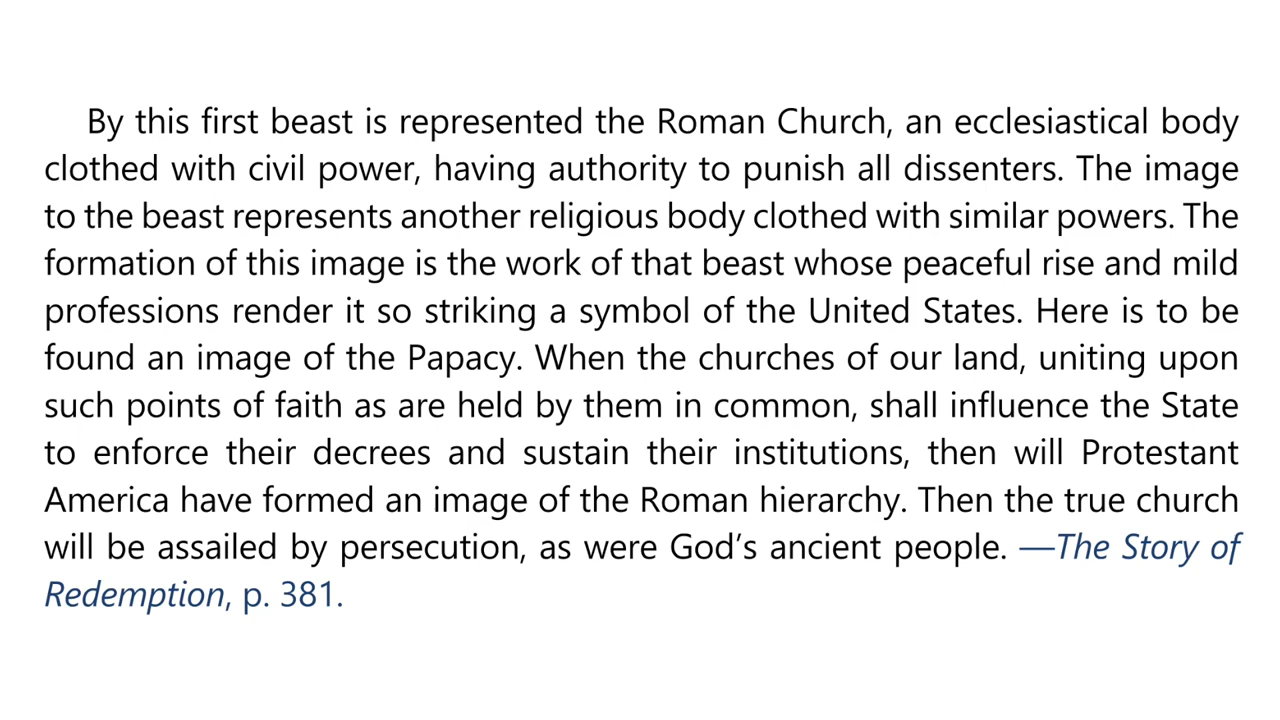 By this first beast is represented the Roman Church, an ecclesiastical body
clothed with civil power, having authority to punish all dissenters. The image
to the beast represents another religious body clothed with similar powers. The
formation of this image is the work of that beast whose peaceful rise and mild
professions render it so striking a symbol of the United States. Here is to be
found an image of the Papacy. When the churches of our land, uniting upon
such points of faith as are held by them in common, shall influence the State
to enforce their decrees and sustain their institutions, then will Protestant
America have formed an image of the Roman hierarchy. Then the true church
will be assailed by persecution, as were God’s ancient people. —The Story of
Redemption, p. 381.